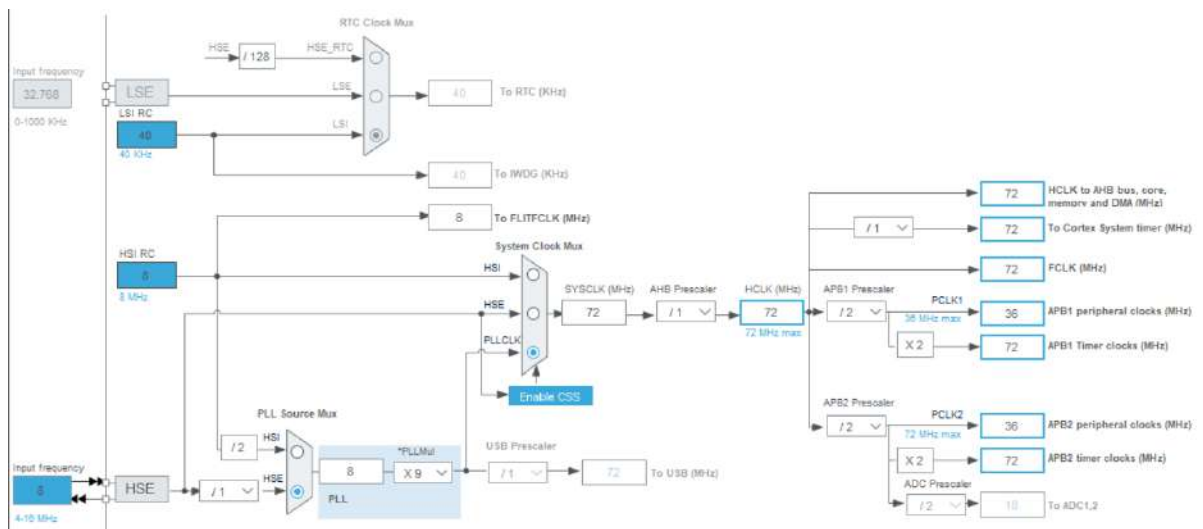 RTC Clock Mux
HSE
/ 128
HSE_RTC
Input frequency
32.768
LSE
LSE
40
To RTC (KHz)
0-1000 KHz
LSI RC
LSI
40
40 KHz
40
To IWDG (KHz)
8
To FLITFCLK (MHz)
HSI RC
8
8 MHz
System Clock Mux
HSI
HSE
PLLCLK
SYSCLK (MHz)
72
AHB Prescaler
/ 1
HCLK (MHz)
72
72 MHz max
Enable CSS
72
HCLK to AHB bus, core,
memory and DMA (MHz)
/ 1
72
To Cortex System timer (MHz)
72
FCLK (MHz)
APB1 Prescaler
/ 2
PCLK1
36 MHz max
36
APB1 peripheral clocks (MHz)
X 2
72
APB1 Timer clocks (MHz)
APB2 Prescaler
/ 2
PCLK2
72 MHz max
36
APB2 peripheral clocks (MHz)
X 2
72
APB2 timer clocks (MHz)
ADC Prescaler
/ 2
18
To ADC1,2
PLL Source Mux
/ 2
HSI
HSE
*PLLMul
8
X 9
PLL
USB Prescaler
/ 1
72
To USB (MHz)
Input frequency
8
4-16 MHz
HSE
/ 1